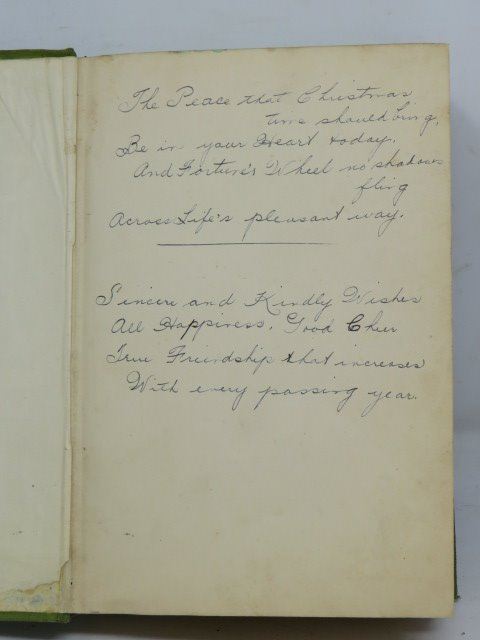 The Peace that Christmas
time should bring,
Be in your Heart today,
And Fortune's Wheel no shadows
fling
Across Life's pleasant way.
Sincere and Kindly Wishes
All Happiness, Good Cheer
True Friendship that increases
With every passing year.